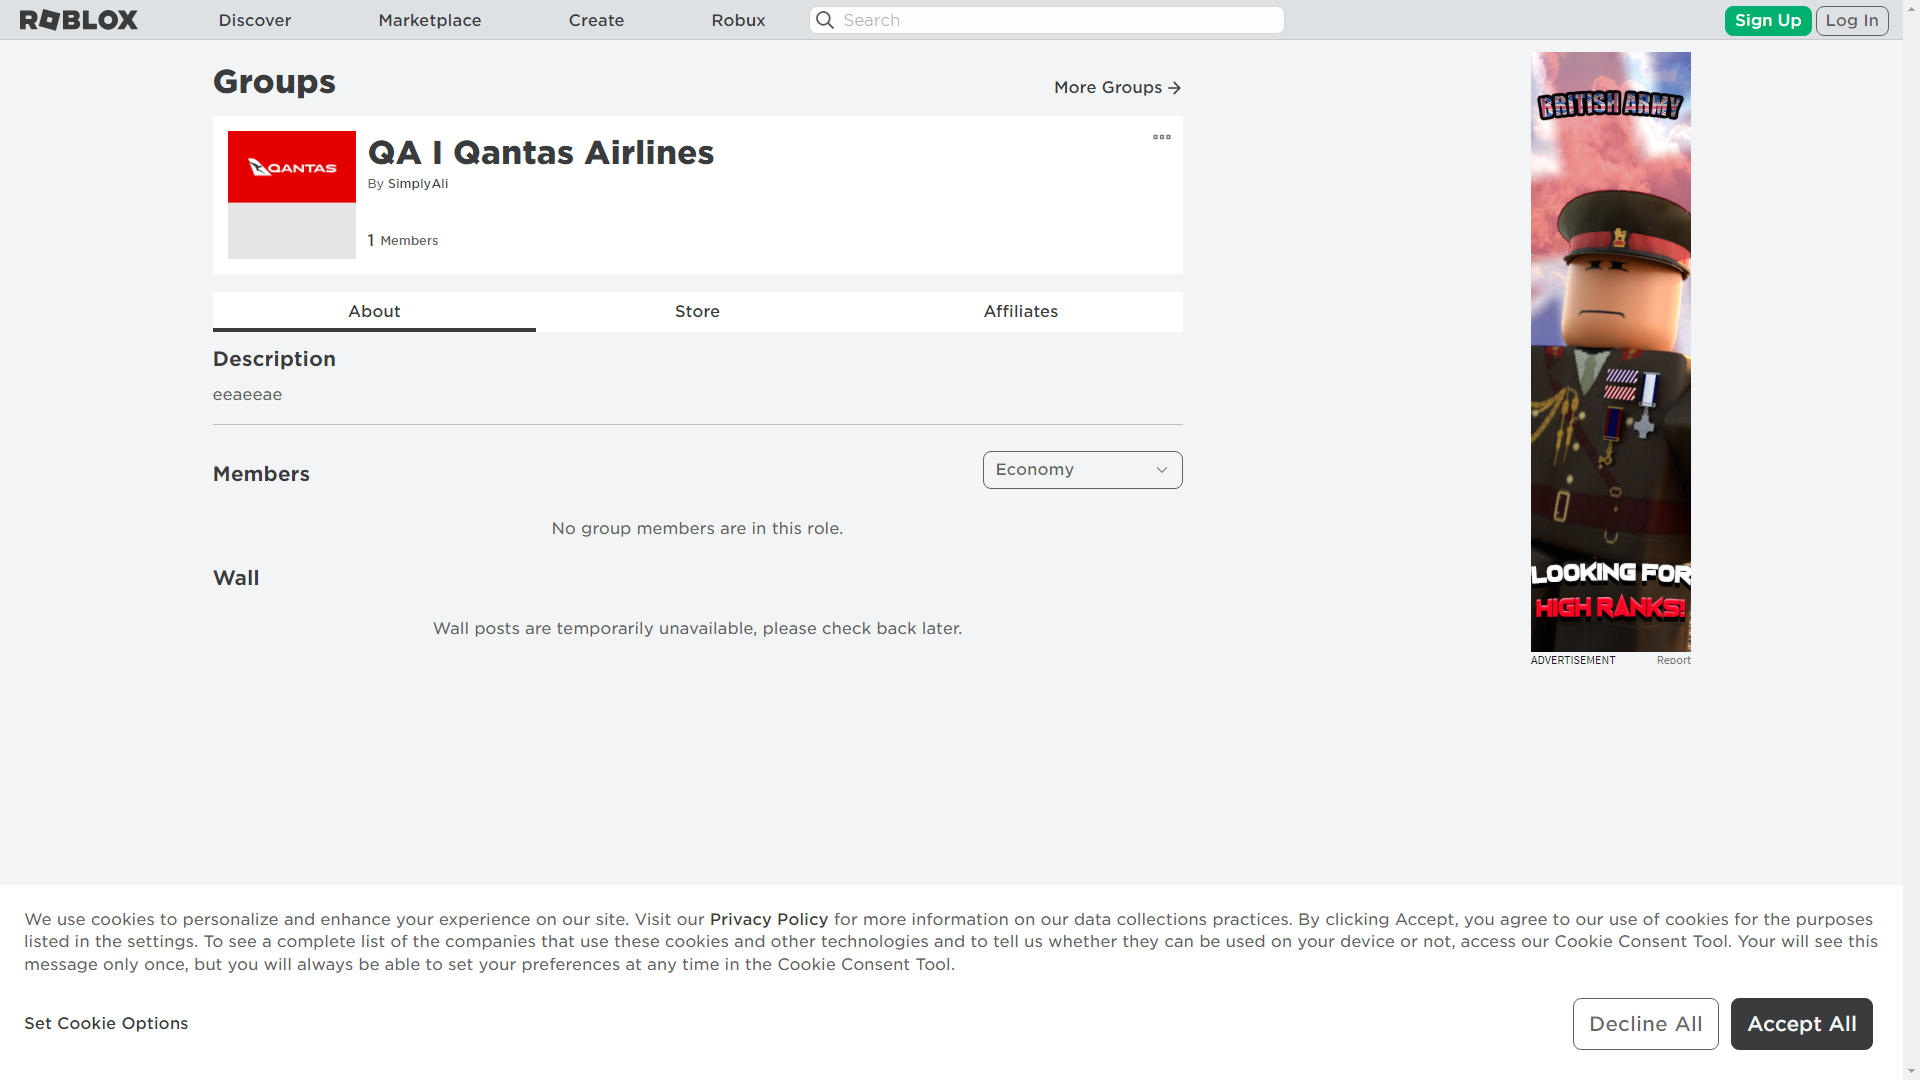 ROBLOX
Discover
Marketplace
Create
Robux
Search
Sign Up
Log In
Groups
More Groups
QANTAS
QA I Qantas Airlines
By SimplyAli
1 Members
About
Store
Affiliates
Description
eeaeeae
Members
Economy
No group members are in this role.
Wall
Wall posts are temporarily unavailable, please check back later.
BRITISH ARMY
LOOKING FOR
HIGH RANKS!
ADVERTISEMENT
Report
We use cookies to personalize and enhance your experience on our site. Visit our Privacy Policy for more information on our data collections practices. By clicking Accept, you agree to our use of cookies for the purposes
listed in the settings. To see a complete list of the companies that use these cookies and other technologies and to tell us whether they can be used on your device or not, access our Cookie Consent Tool. Your will see this
message only once, but you will always be able to set your preferences at any time in the Cookie Consent Tool.
Set Cookie Options
Decline All
Accept All